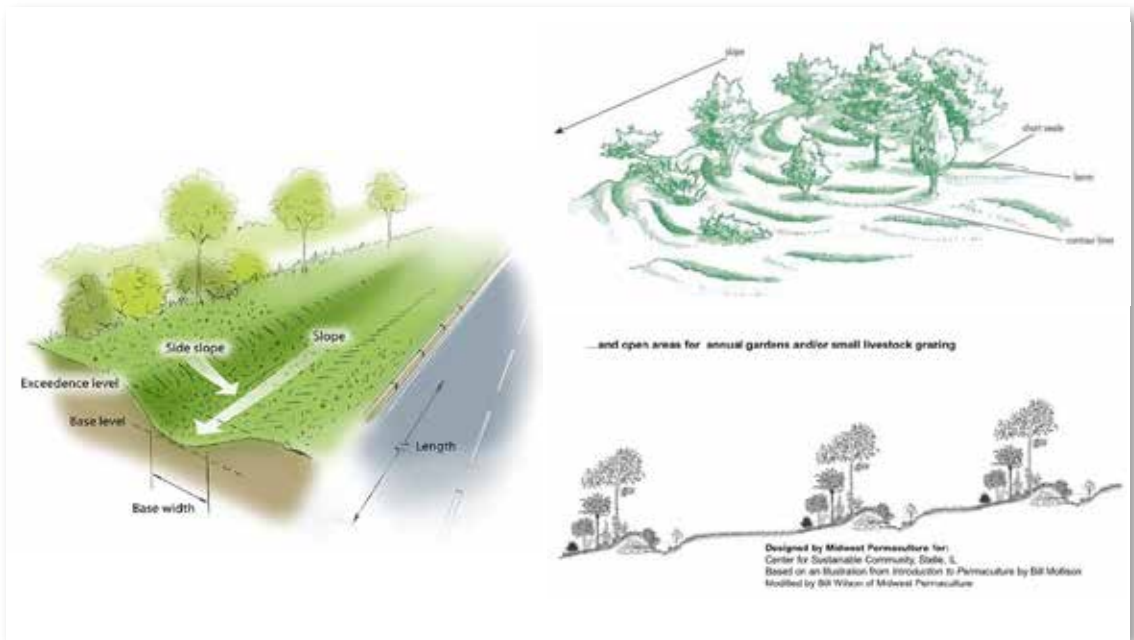 Side slope
Slope
Exceedence level
Base level
Length
Base width
slope
short swale
berm
contour lines
...and open areas for annual gardens and/or small livestock grazing
Designed by Midwest Permaculture for:
Center for Sustainable Community, Stelle, IL
Based on an Illustration from Introduction to Permaculture by Bill Mollison
Modified by Bill Wilson of Midwest Permaculture